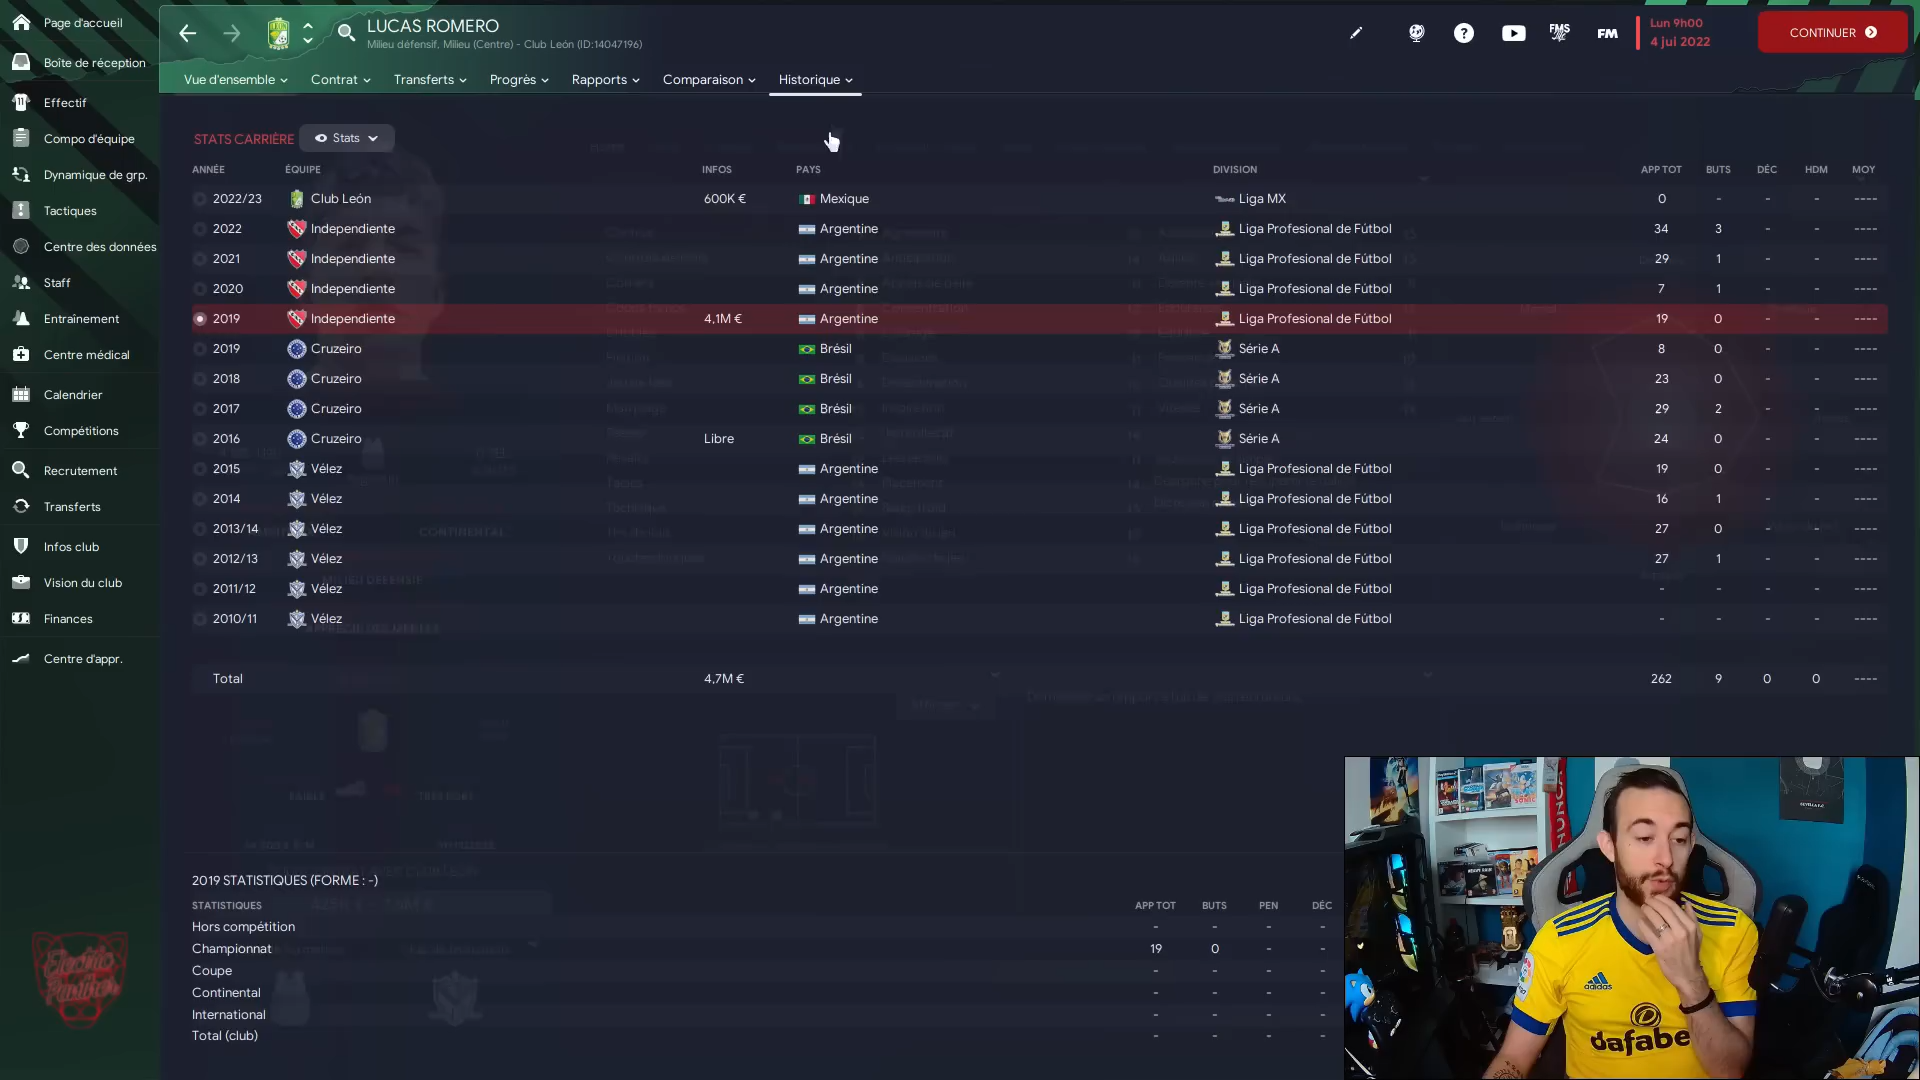 Page d'accueil
Boîte de réception
Effectif
Compo d'équipe
Dynamique de grp.
Tactiques
Centre des données
Staff
Entraînement
Centre médical
Calendrier
Compétitions
Recrutement
Transferts
Infos club
Vision du club
Finances
Centre d'appr.
Electric Panther
LUCAS ROMERO
Milieu défensif, Milieu (Centre) - Club León (ID:14047196)
FMS
FM
Lun 9h00
4 jui 2022
CONTINUER
Vue d'ensemble Contrat Transferts Progrès Rapports Comparaison Historique
STATS CARRIÈRE Stats
ANNÉE ÉQUIPE INFOS PAYS DIVISION APP TOT BUTS DÉC HDM MOY
2022/23 Club León 600K € Mexique Liga MX 0 - - - ----
2022 Independiente Argentine Liga Profesional de Fútbol 34 3 - - ----
2021 Independiente Argentine Liga Profesional de Fútbol 29 1 - - ----
2020 Independiente Argentine Liga Profesional de Fútbol 7 1 - - ----
2019 Independiente 4,1M € Argentine Liga Profesional de Fútbol 19 0 - - ----
2019 Cruzeiro Brésil Série A 8 0 - - ----
2018 Cruzeiro Brésil Série A 23 0 - - ----
2017 Cruzeiro Brésil Série A 29 2 - - ----
2016 Cruzeiro Libre Brésil Série A 24 0 - - ----
2015 Vélez Argentine Liga Profesional de Fútbol 19 0 - - ----
2014 Vélez Argentine Liga Profesional de Fútbol 16 1 - - ----
2013/14 Vélez Argentine Liga Profesional de Fútbol 27 0 - - ----
2012/13 Vélez Argentine Liga Profesional de Fútbol 27 1 - - ----
2011/12 Vélez Argentine Liga Profesional de Fútbol - - - - ----
2010/11 Vélez Argentine Liga Profesional de Fútbol - - - - ----
Total 4,7M € 262 9 0 0 ----
2019 STATISTIQUES (FORME : -)
STATISTIQUES APP TOT BUTS PEN DÉC
Hors compétition - - - -
Championnat 19 0 - -
Coupe - - - -
Continental - - - -
International - - - -
Total (club) - - - -
adidas
dafabe